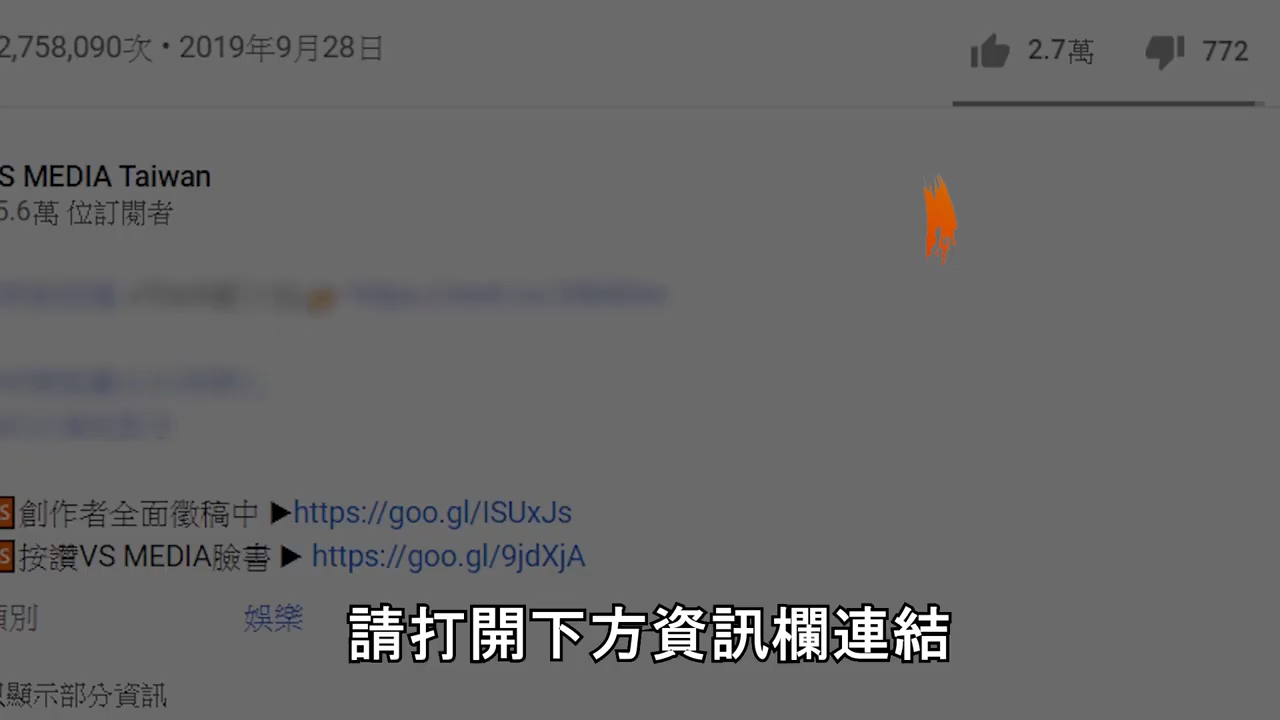 2,758,090次 • 2019年9月28日
2.7萬
772
S MEDIA Taiwan
5.6萬 位訂閱者
創作者全面徵稿中 ▶https://goo.gl/ISUxJs
按讚VS MEDIA臉書 ▶ https://goo.gl/9jdXjA
類別
娛樂
請打開下方資訊欄連結
只顯示部分資訊